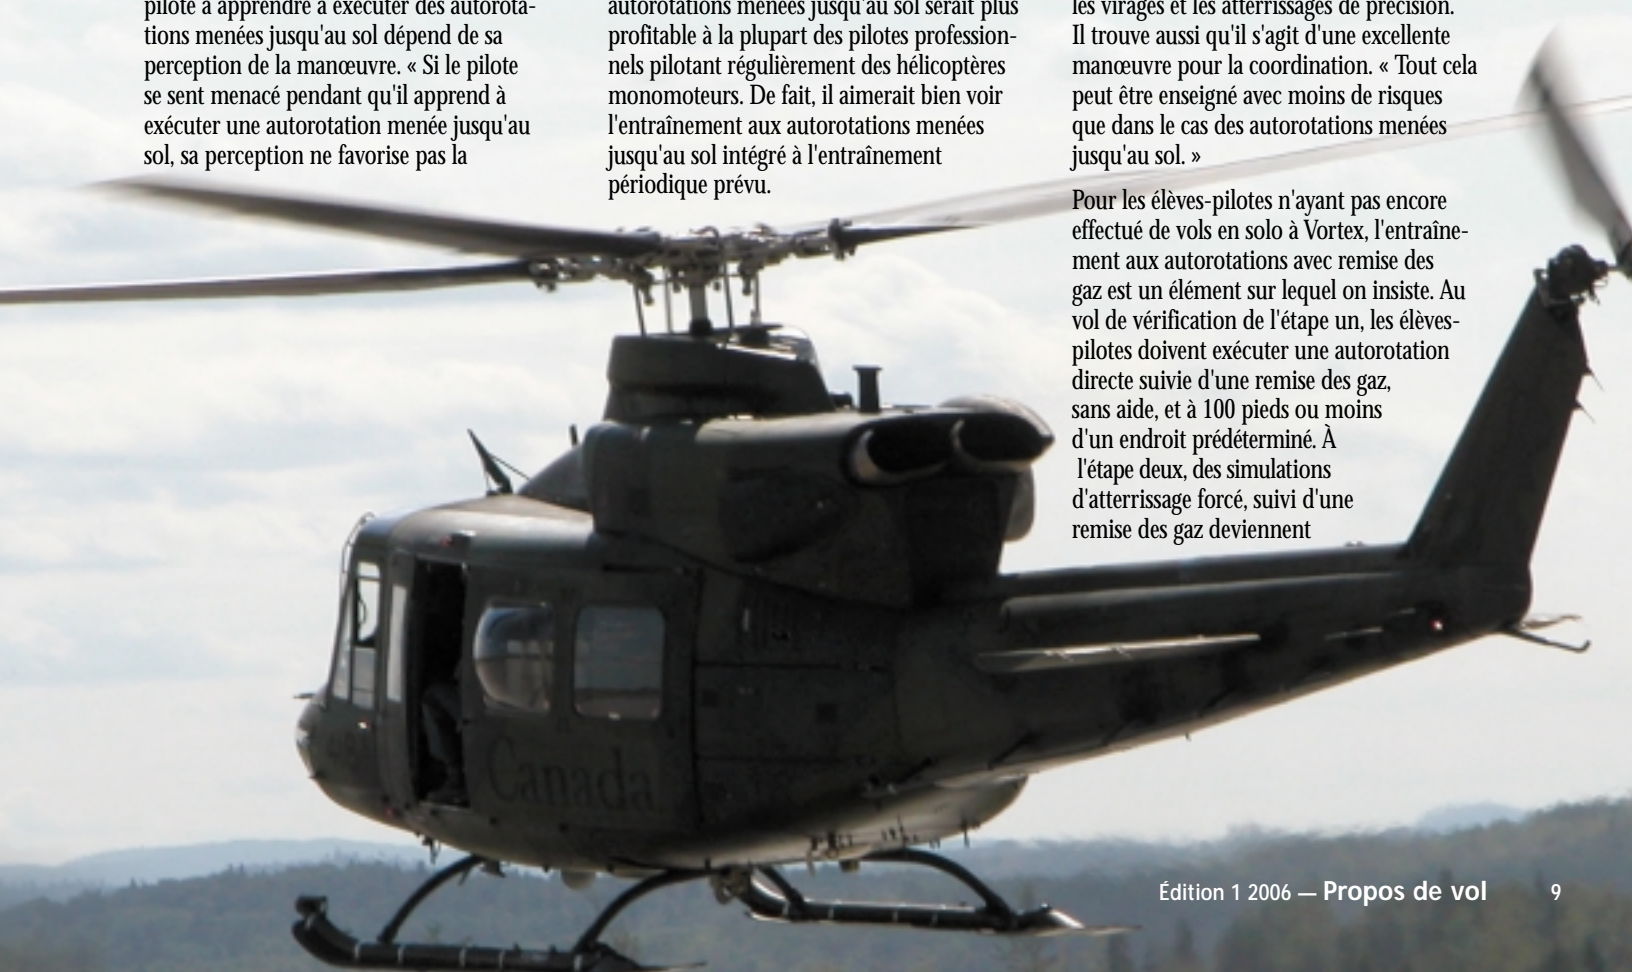 pilote à apprendre à exécuter des autorota-
tions menées jusqu'au sol dépend de sa
perception de la manœuvre. « Si le pilote
se sent menacé pendant qu'il apprend à
exécuter une autorotation menée jusqu'au
sol, sa perception ne favorise pas la
autorotations menées jusqu'au sol serait plus
profitable à la plupart des pilotes profession-
nels pilotant régulièrement des hélicoptères
monomoteurs. De fait, il aimerait bien voir
l'entraînement aux autorotations menées
jusqu'au sol intégré à l'entraînement
périodique prévu.
les virages et les atterrissages de précision.
Il trouve aussi qu'il s'agit d'une excellente
manœuvre pour la coordination. « Tout cela
peut être enseigné avec moins de risques
que dans le cas des autorotations menées
jusqu'au sol. »
Pour les élèves-pilotes n'ayant pas encore
effectué de vols en solo à Vortex, l'entraîne-
ment aux autorotations avec remise des
gaz est un élément sur lequel on insiste. Au
vol de vérification de l'étape un, les élèves-
pilotes doivent exécuter une autorotation
directe suivie d'une remise des gaz,
sans aide, et à 100 pieds ou moins
d'un endroit prédéterminé. À
l'étape deux, des simulations
d'atterrissage forcé, suivi d'une
remise des gaz deviennent
Canada
Édition 1 2006 — Propos de vol 9